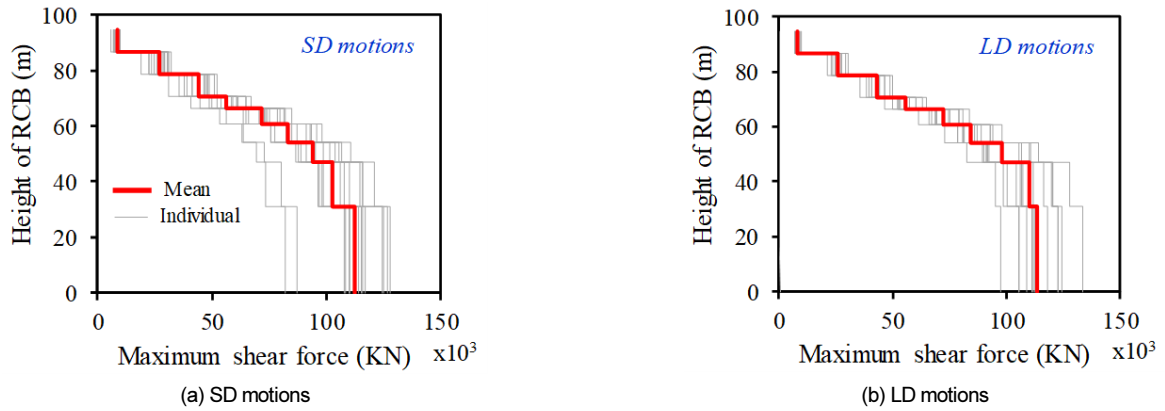 100
80
60
40
20
0
Height of RCB (m)
SD motions
Mean
Individual
0
50
100
150
Maximum shear force (KN)
x10³
(a) SD motions
100
80
60
40
20
0
Height of RCB (m)
LD motions
0
50
100
150
Maximum shear force (KN)
x10³
(b) LD motions